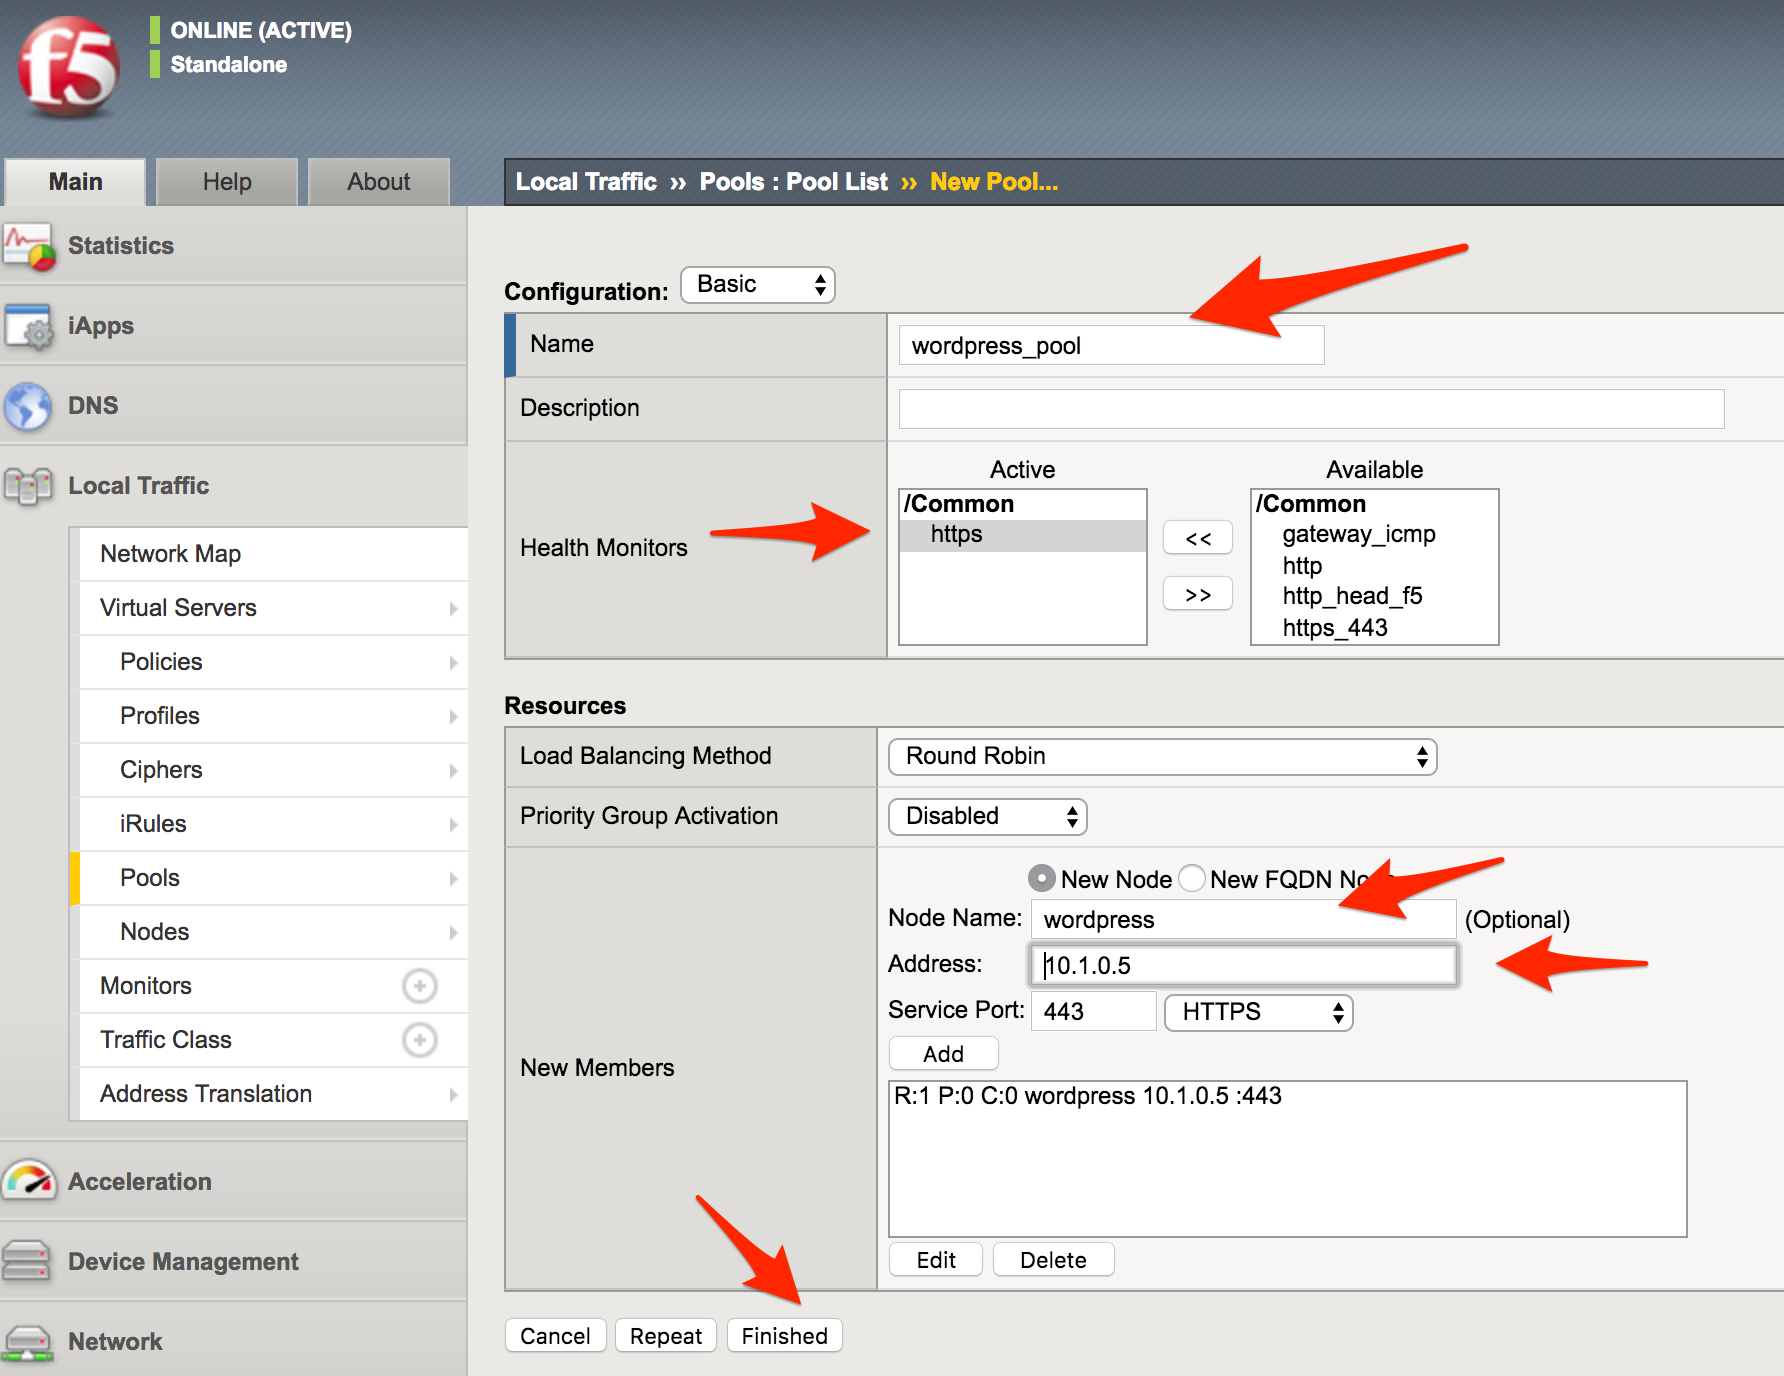 f5
ONLINE (ACTIVE)
Standalone
Main
Help
About
Local Traffic ›› Pools : Pool List ›› New Pool...
Statistics
iApps
DNS
Local Traffic
Network Map
Virtual Servers
Policies
Profiles
Ciphers
iRules
Pools
Nodes
Monitors
Traffic Class
Address Translation
Acceleration
Device Management
Network
Configuration: Basic
Name wordpress_pool
Description
Health Monitors
Active
/Common
https
<<
>>
Available
/Common
gateway_icmp
http
http_head_f5
https_443
Resources
Load Balancing Method Round Robin
Priority Group Activation Disabled
New Members
New Node New FQDN
Node Name: wordpress (Optional)
Address: 10.1.0.5
Service Port: 443 HTTPS
Add
R:1 P:0 C:0 wordpress 10.1.0.5 :443
Edit Delete
Cancel Repeat Finished